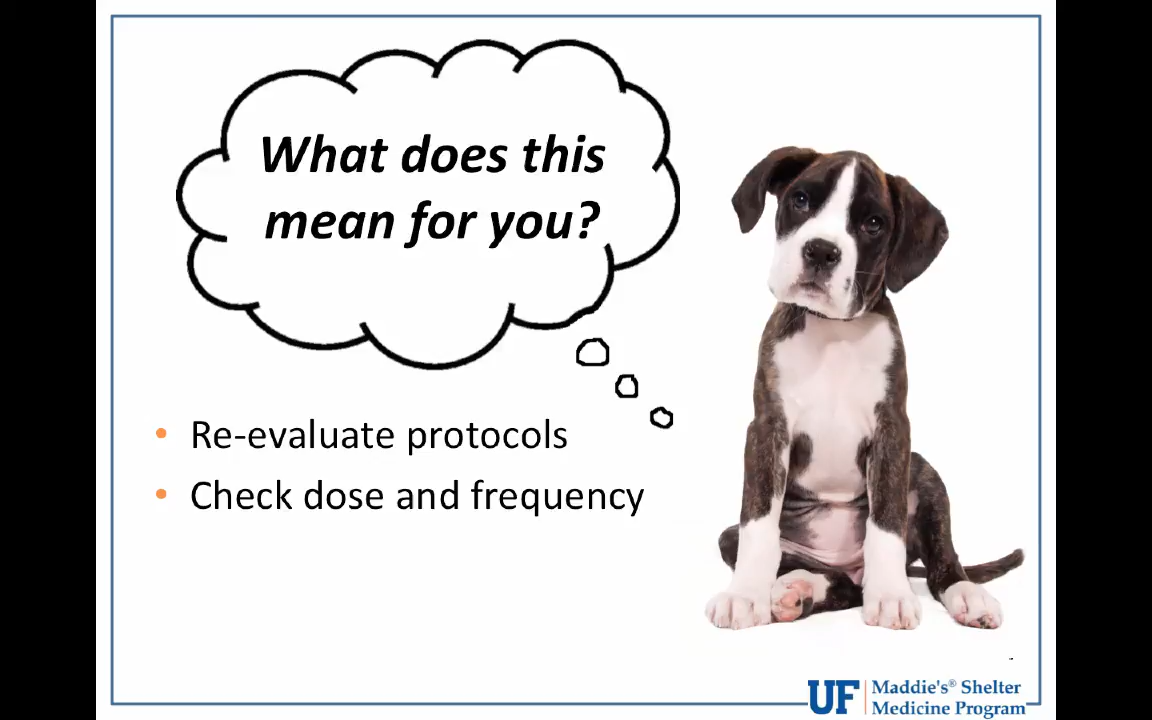 What does this
mean for you?
• Re-evaluate protocols
• Check dose and frequency
UF
Maddie's® Shelter
Medicine Program